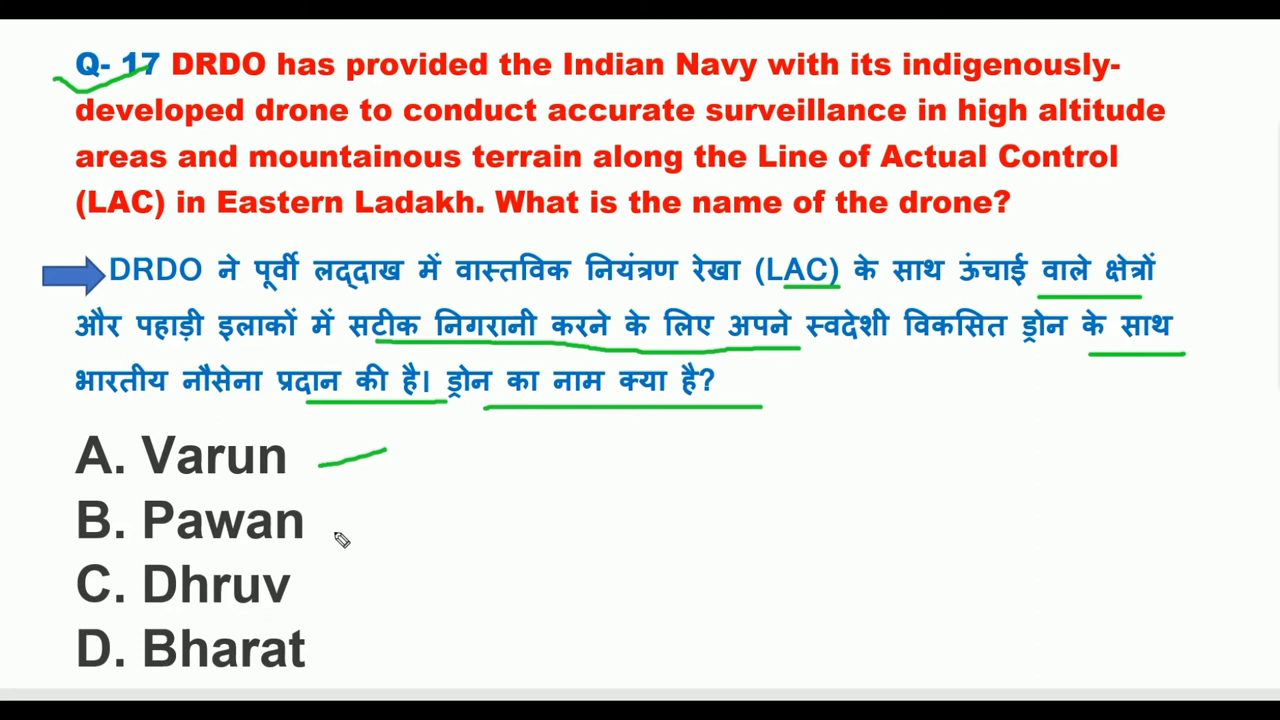 Q- 17 DRDO has provided the Indian Navy with its indigenously-
developed drone to conduct accurate surveillance in high altitude
areas and mountainous terrain along the Line of Actual Control
(LAC) in Eastern Ladakh. What is the name of the drone?
DRDO ने पूर्वी लद्दाख में वास्तविक नियंत्रण रेखा (LAC) के साथ ऊंचाई वाले क्षेत्रों
और पहाड़ी इलाकों में सटीक निगरानी करने के लिए अपने स्वदेशी विकसित ड्रोन के साथ
भारतीय नौसेना प्रदान की है। ड्रोन का नाम क्या है?
A. Varun
B. Pawan
C. Dhruv
D. Bharat